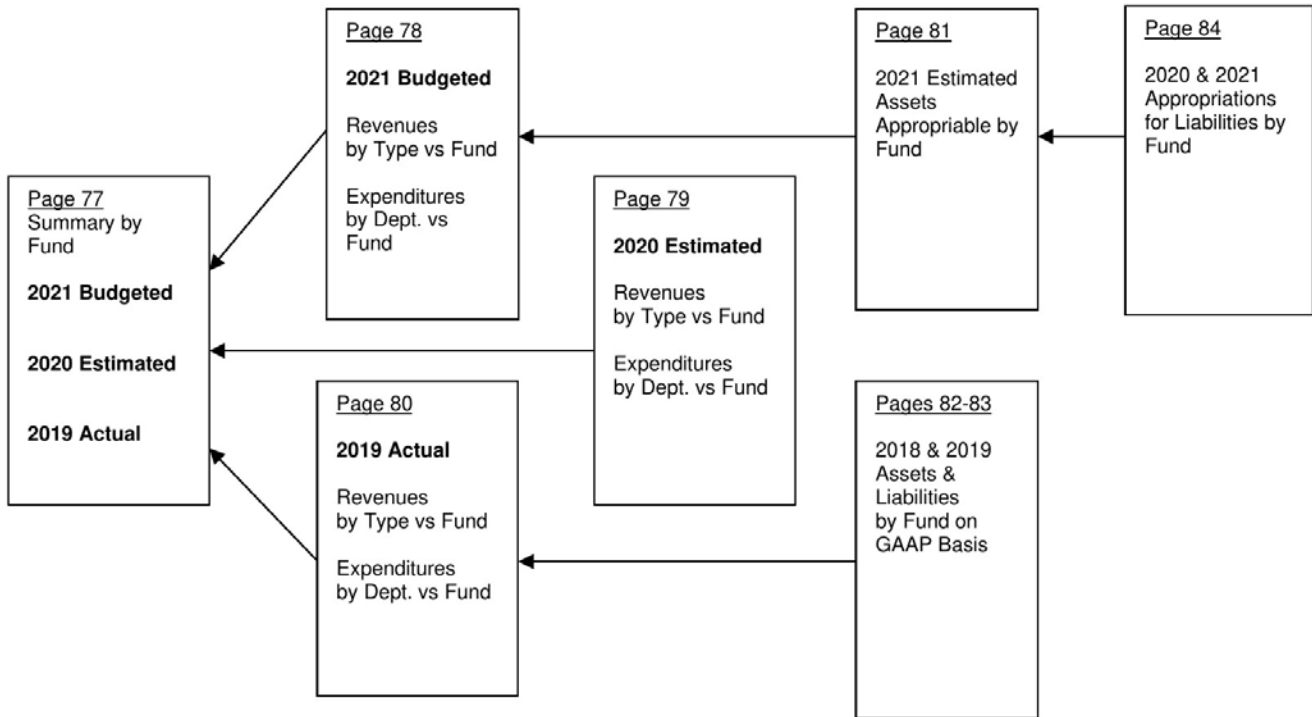 Page 78
2021 Budgeted
Revenues
by Type vs Fund
Expenditures
by Dept. vs
Fund
Page 81
2021 Estimated
Assets
Appropriable by
Fund
Page 84
2020 & 2021
Appropriations
for Liabilities by
Fund
Page 77
Summary by
Fund
2021 Budgeted
2020 Estimated
2019 Actual
Page 79
2020 Estimated
Revenues
by Type vs Fund
Expenditures
by Dept. vs Fund
Page 80
2019 Actual
Revenues
by Type vs Fund
Expenditures
by Dept. vs Fund
Pages 82-83
2018 & 2019
Assets &
Liabilities
by Fund on
GAAP Basis